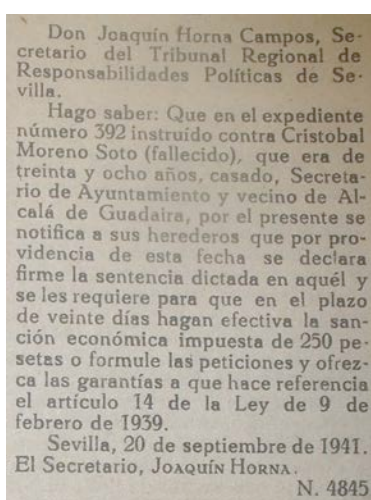 Don Joaquín Horna Campos, Se-
cretario del Tribunal Regional de
Responsabilidades Políticas de Se-
villa.
Hago saber: Que en el expediente
número 392 instruído contra Cristobal
Moreno Soto (fallecido), que era de
treinta y ocho años, casado, Secreta-
rio de Ayuntamiento y vecino de Al-
calá de Guadaira, por el presente se
notifica a sus herederos que por pro-
videncia de esta fecha se declara
firme la sentencia dictada en aquél y
se les requiere para que en el plazo
de veinte días hagan efectiva la san-
ción económica impuesta de 250 pe-
setas o formule las peticiones y ofrez-
ca las garantías a que hace referencia
el artículo 14 de la Ley de 9 de
febrero de 1939.
Sevilla, 20 de septiembre de 1941.
El Secretario, JOAQUÍN HORNA.
N. 4845